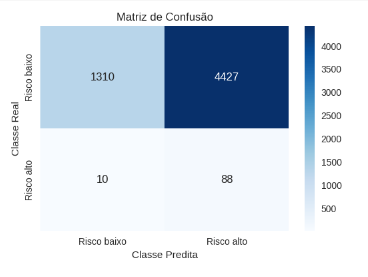 Matriz de Confusão
Classe Real
Risco baixo
1310
4427
Risco alto
10
88
Risco baixo
Risco alto
Classe Predita
4000
3500
3000
2500
2000
1500
1000
500